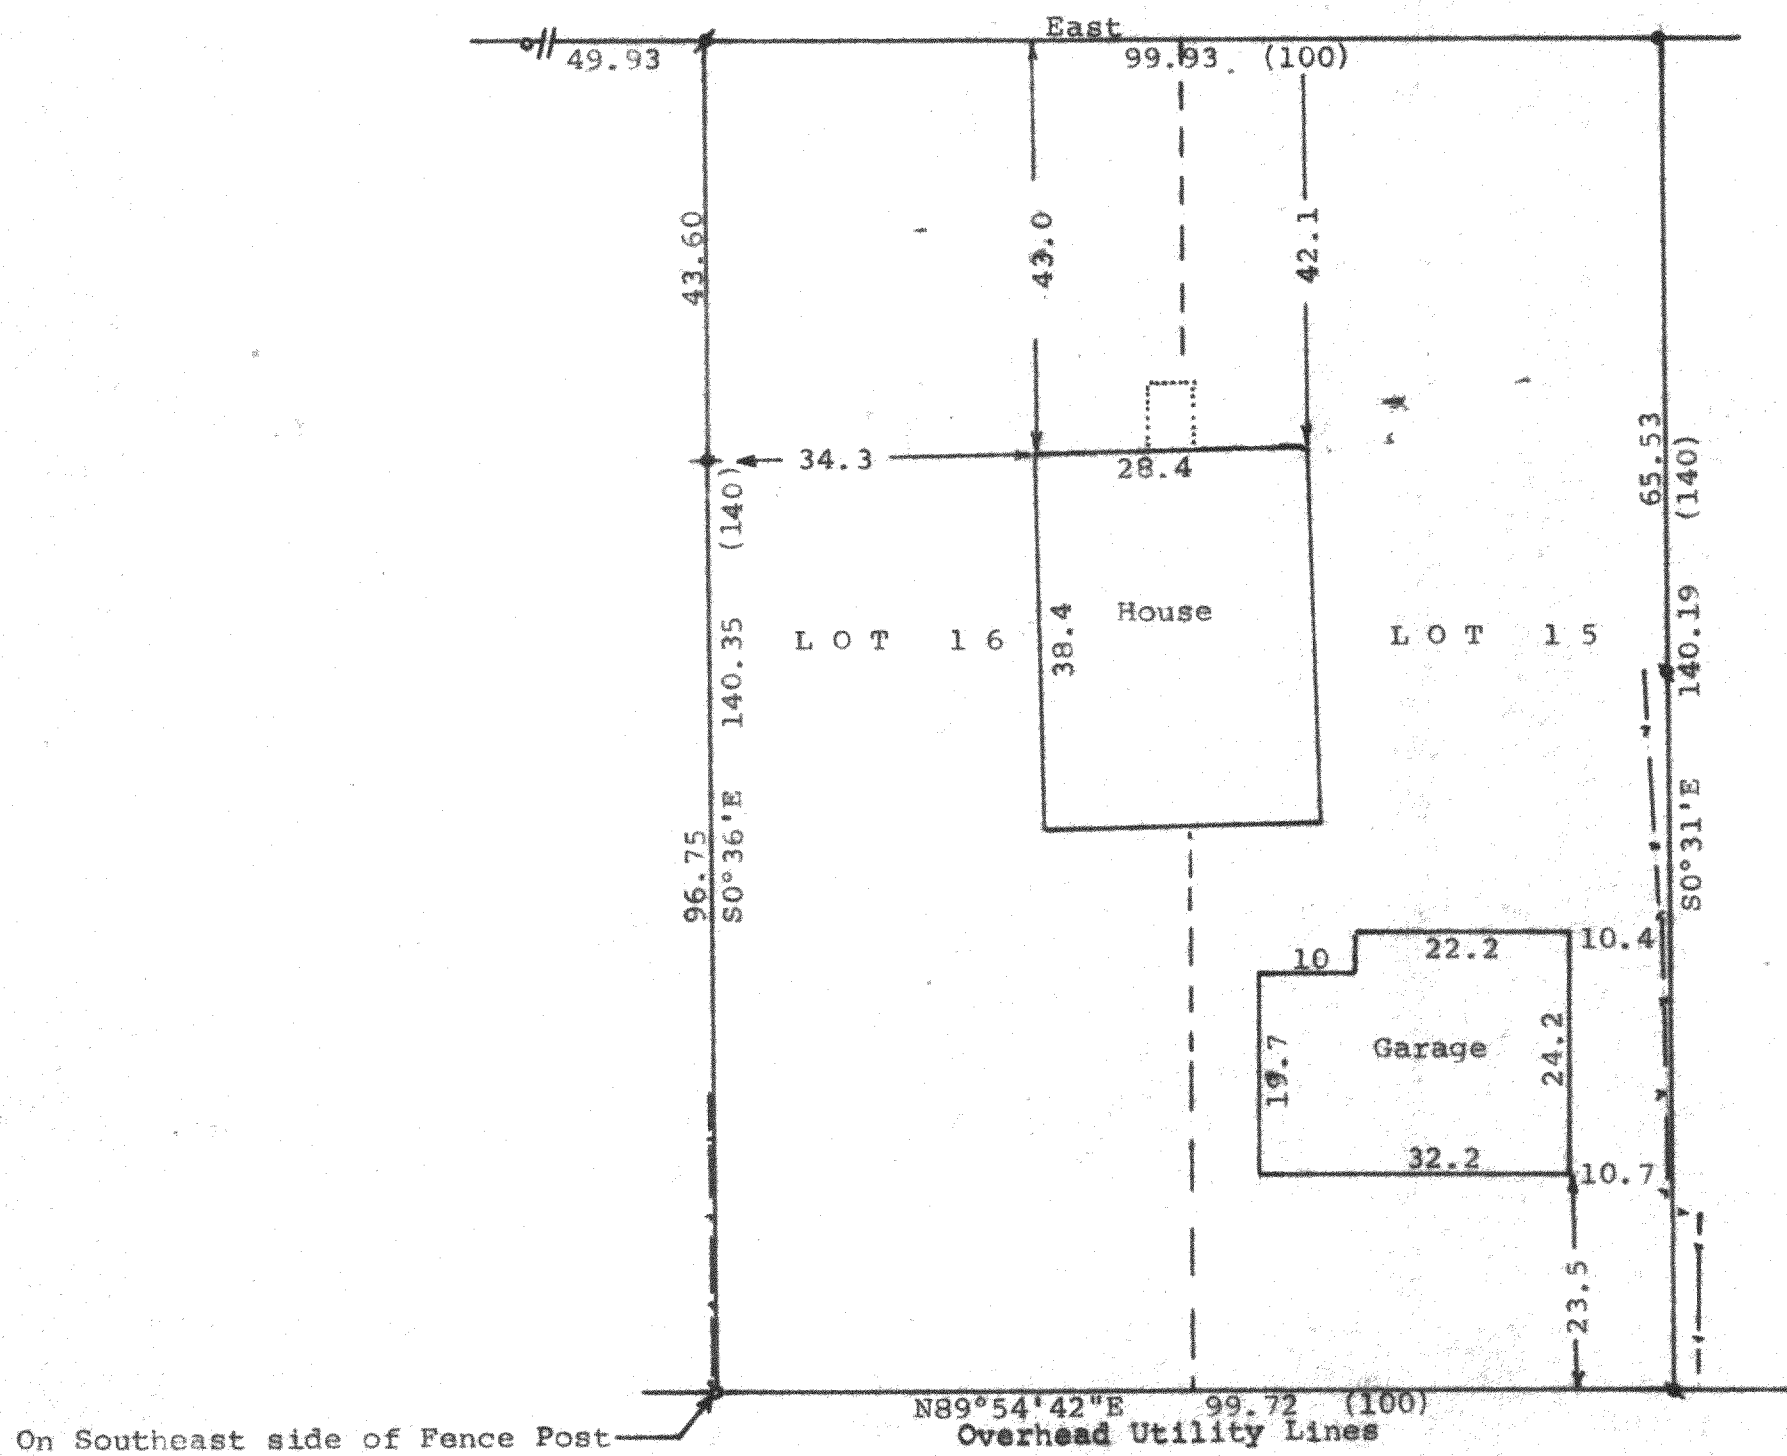 East
49.93
99.93 (100)
43.60
43.0
42.1
34.3
28.4
(140)
140.35
S0°36'E
96.75
LOT 16
38.4
House
LOT 15
65.53
(140)
140.19
S0°31'E
10
22.2
10.4
19.7
Garage
24.2
32.2
10.7
23.5
N89°54'42"E 99.72 (100)
Overhead Utility Lines
On Southeast side of Fence Post